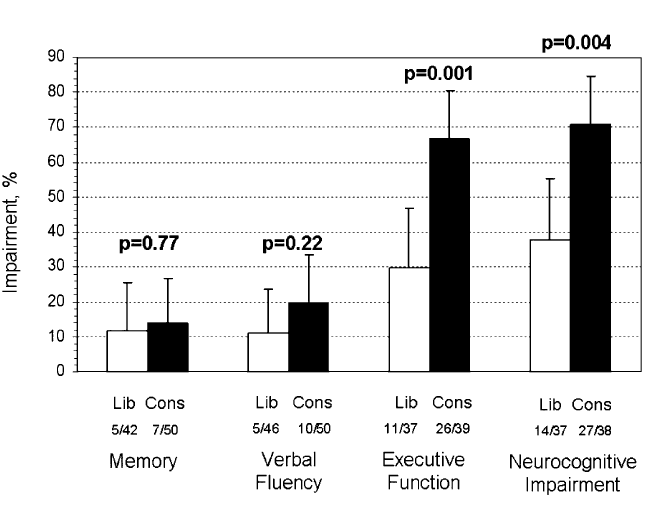 p=0.004
p=0.001
p=0.77
p=0.22
Impairment, %
90
80
70
60
50
40
30
20
10
0
Lib Cons Lib Cons Lib Cons Lib Cons
5/42 7/50 5/46 10/50 11/37 26/39 14/37 27/38
Memory
Verbal
Fluency
Executive
Function
Neurocognitive
Impairment